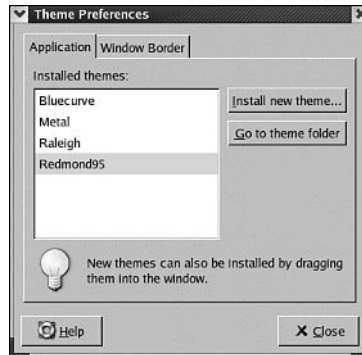 Theme Preferences
Application Window Border
Installed themes:
Bluecurve
Metal
Raleigh
Redmond95
Install new theme...
Go to theme folder
New themes can also be installed by dragging
them into the window.
Help
Close